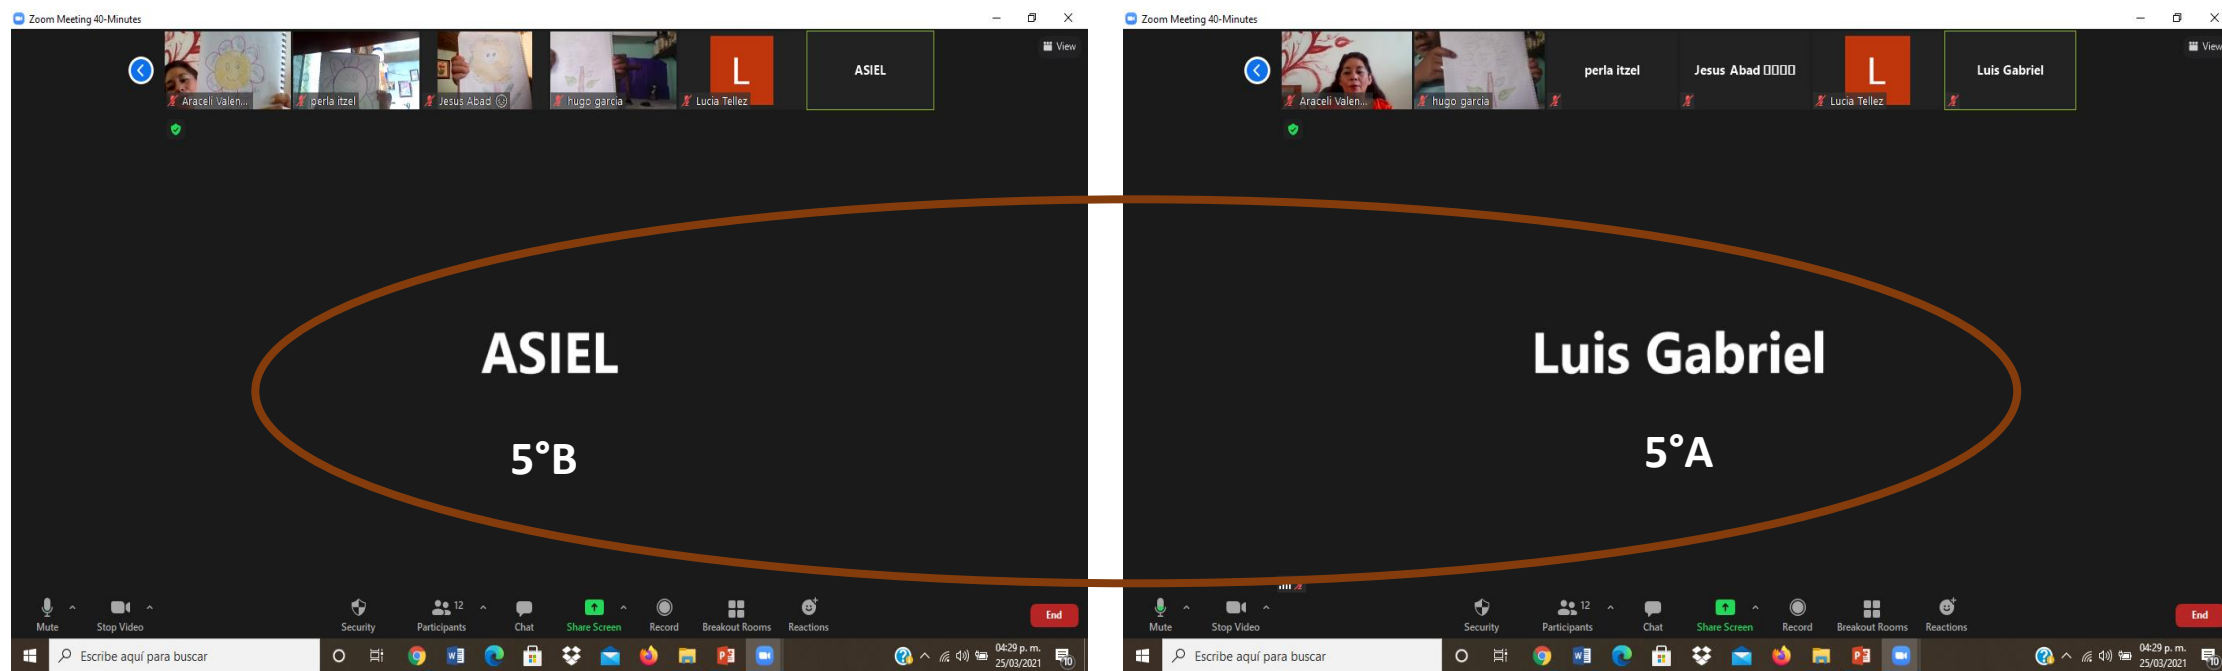 Zoom Meeting 40-Minutes
View
Araceli Valen...
perla itzel
Jesus Abad
hugo garcia
L
Lucia Tellez
ASIEL
ASIEL
5°B
Mute
Stop Video
Security
12
Participants
Chat
Share Screen
Record
Breakout Rooms
Reactions
End
Escribe aquí para buscar
04:29 p. m.
25/03/2021
10
Zoom Meeting 40-Minutes
View
Araceli Valen...
hugo garcia
perla itzel
Jesus Abad
L
Lucia Tellez
Luis Gabriel
Luis Gabriel
5°A
Mute
Stop Video
Security
12
Participants
Chat
Share Screen
Record
Breakout Rooms
Reactions
End
Escribe aquí para buscar
04:29 p. m.
25/03/2021
10